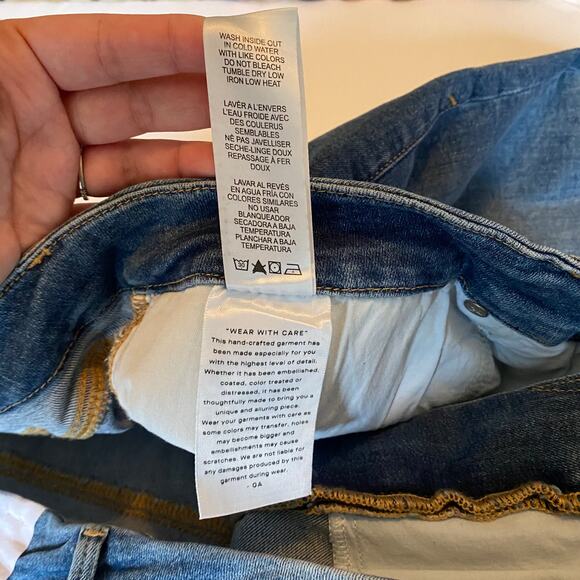 WASH INSIDE OUT
IN COLD WATER
WITH LIKE COLORS
DO NOT BLEACH
TUMBLE DRY LOW
IRON LOW HEAT
LAVÉR A L'ENVERS
L'EAU FROIDE AVEC
DES COULERUS
SEMBLABLES
NÉ PAS JAVELLISER
SECHE-LINGE DOUX
REPASSAGE À FER
DOUX
LAVAR AL REVÉS
EN AGUA FRÍA CON
COLORES SIMILARES
NO USAR
BLANQUEADOR
SECADORA A BAJA
TEMPERATURA
PLANCHAR A BAJA
TEMPERATURA
30
"WEAR WITH CARE"
This hand-crafted garment has
been made especially for you
with the highest level of detail.
Whether it has been embellished,
coated, color treated or
distressed, it has been
thoughtfully made to bring you a
unique and alluring piece.
Wear your garments with care as
some colors may transfer, holes
may become bigger and
embellishments may cause
scratches. We are not liable for
any damages produced by this
garment during wear.
- GA